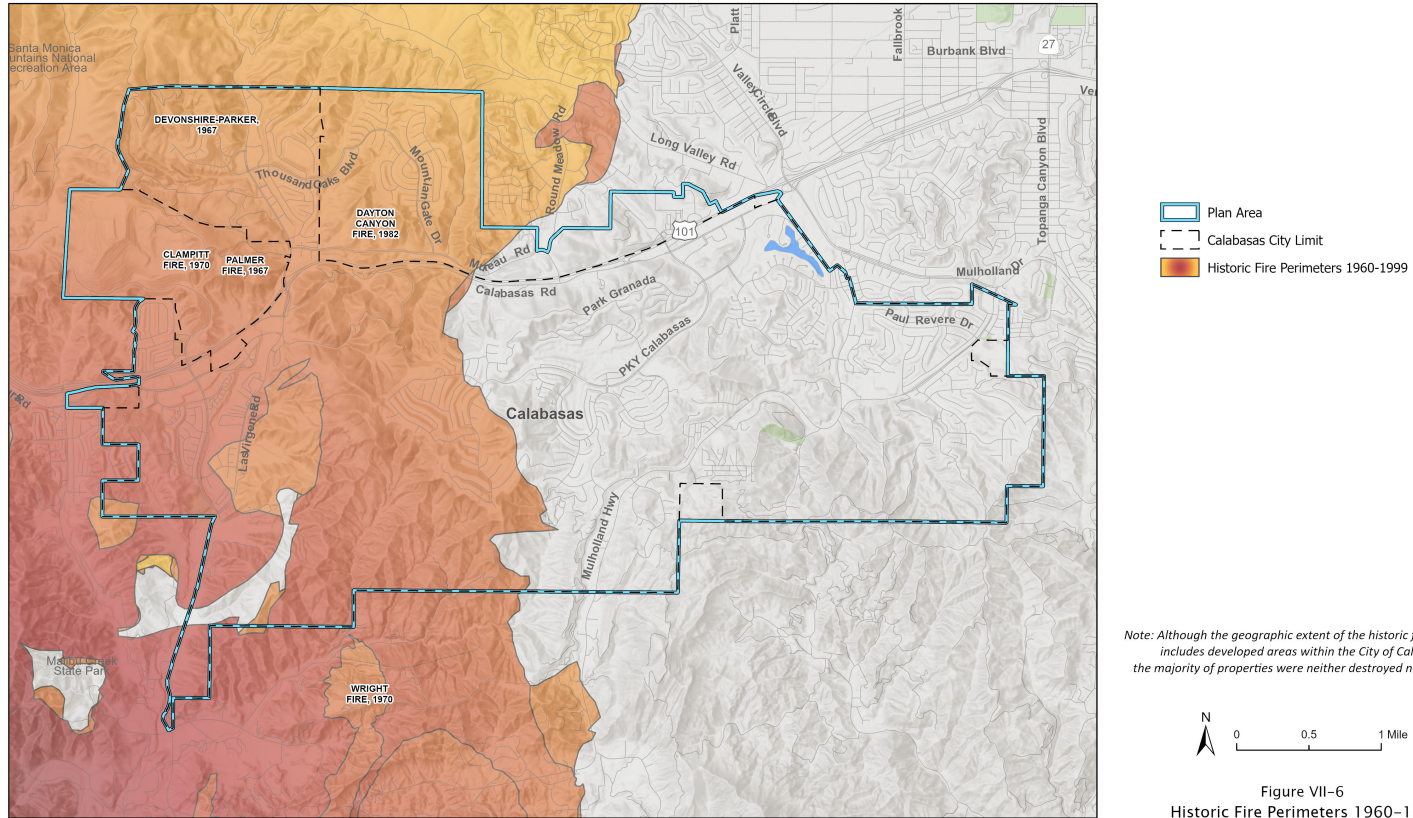 Santa Monica
untains National
ecreation Area
Platt
Fallbrook
Burbank Blvd
27
Valley Circle Blvd
Topanga Canyon Blvd
DEVONSHIRE-PARKER,
1967
Round Meadow Rd
Long Valley Rd
Thousand Oaks Blvd
Mountain Gate Dr
DAYTON
CANYON
FIRE, 1982
101
CLAMPITT
FIRE, 1970
PALMER
FIRE, 1967
Mureau Rd
Calabasas Rd
Park Granada
Mulholland Dr
Paul Revere Dr
PKY Calabasas
Las Virgenes Rd
Calabasas
Mulholland Hwy
Malibu Creek
State Park
WRIGHT
FIRE, 1970
Plan Area
Calabasas City Limit
Historic Fire Perimeters 1960-1999
Note: Although the geographic extent of the historic f
includes developed areas within the City of Cal
the majority of properties were neither destroyed n
N
0 0.5 1 Mile
Figure VII-6
Historic Fire Perimeters 1960-1